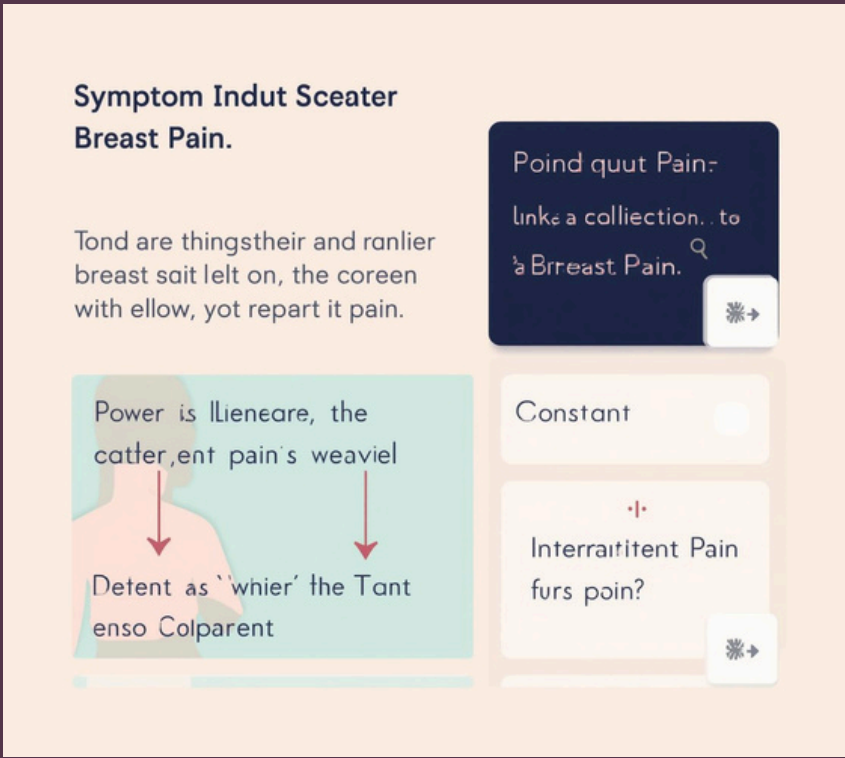 Symptom Indut Sceater
Breast Pain.
Tond are thingstheir and ranlier
breast sait lelt on, the coreen
with ellow, yot repart it pain.
Poind quut Pain:-
links a colliection. . to
a Brreast Pain.
Power is lLieneare, the
catfer,ent pain's weaviel
Detent as ``whier' the Tant
enso Colparent
Constant
Interraititent Pain
furs poin?